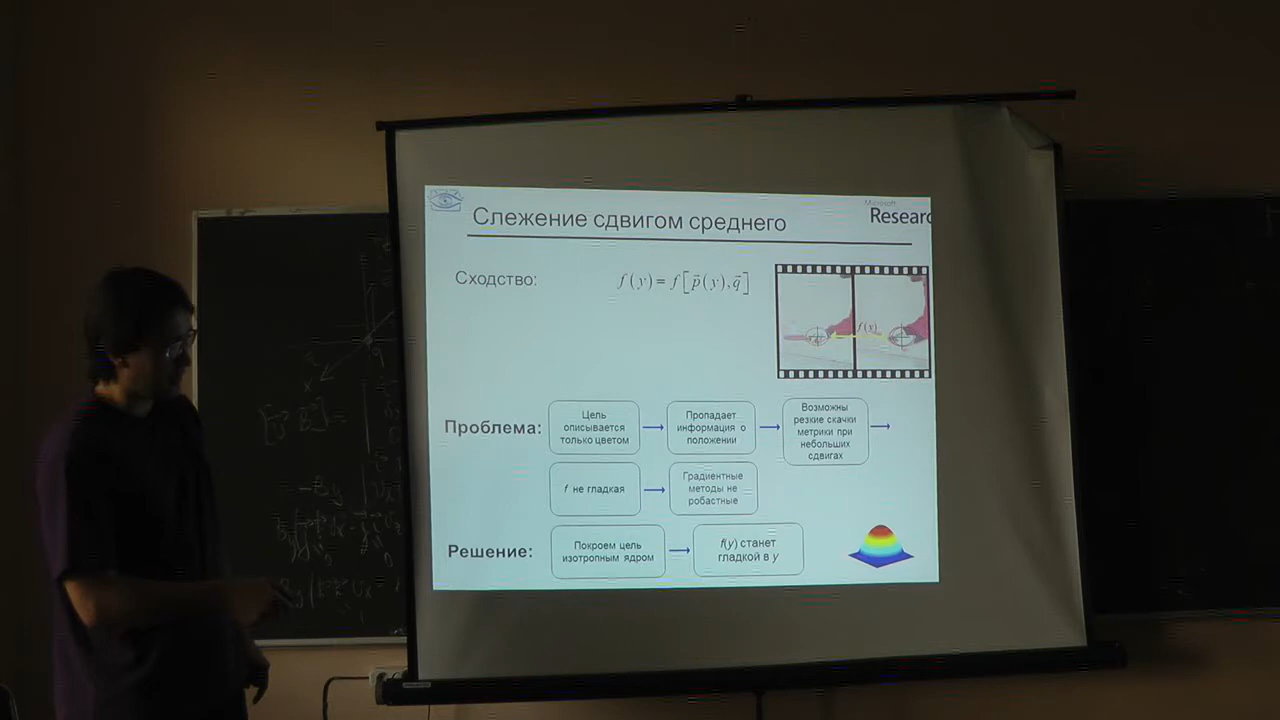 Слежение сдвигом среднего
Microsoft
Researc
Сходство:
f(y) = f[p⃗(y),q⃗]
f(x)
Проблема:
Цель
описывается
только цветом
Пропадает
информация о
положении
Возможны
резкие скачки
метрики при
небольших
сдвигах
f не гладкая
Градиентные
методы не
робастные
Решение:
Покроем цель
изотропным ядром
f(y) станет
гладкой в y